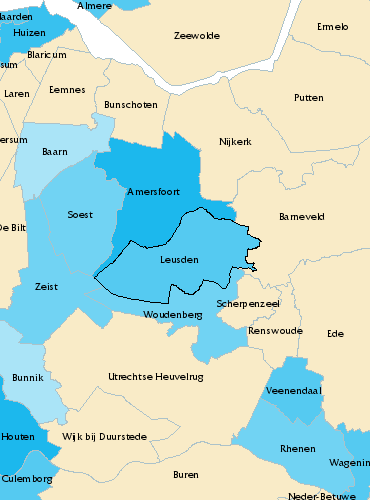 Almere
Naarden
Huizen
Zeewolde
Ermelo
Blaricum
sum
Laren
Eemnes
Bunschoten
Putten
ersum
Baarn
Nijkerk
Amersfoort
Soest
Barneveld
De Bilt
Leusden
Zeist
Scherpenzeel
Woudenberg
Renswoude
Ede
Bunnik
Utrechtse Heuvelrug
Veenendaal
Houten
Wijk bij Duurstede
Rhenen
Wagenin
Culemborg
Buren
Neder-Betuwe